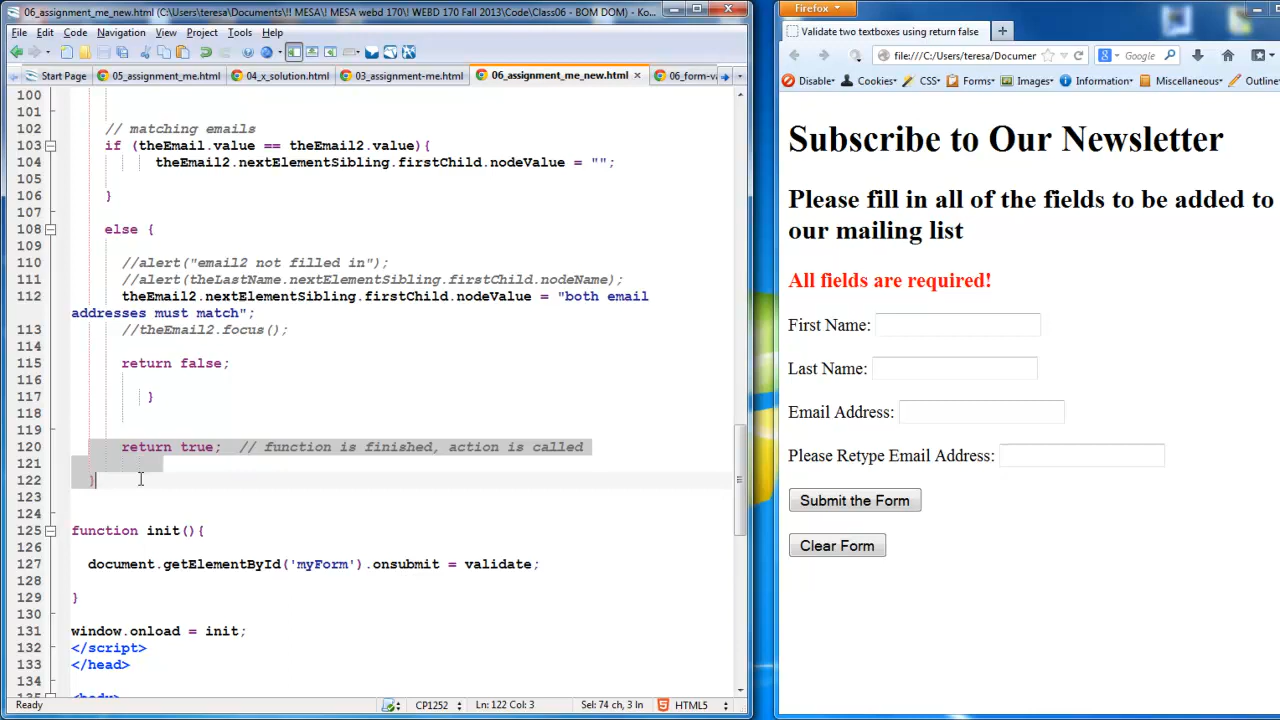 06_assignment_me_new.html (C:\Users\teresa\Documents\!! MESA\! MESA webd 170\! WEBD 170 Fall 2013\Code\Class06 - BOM DOM) - Ko...
File Edit Code Navigation View Project Tools Help
Start Page 05_assignment_me.html 04_x_solution.html 03_assignment-me.html 06_assignment_me_new.html 06_form-va
100
101
102 // matching emails
103 if (theEmail.value == theEmail2.value){
104 theEmail2.nextElementSibling.firstChild.nodeValue = "";
105
106 }
107
108 else {
109
110 //alert("email2 not filled in");
111 //alert(theLastName.nextElementSibling.firstChild.nodeName);
112 theEmail2.nextElementSibling.firstChild.nodeValue = "both email
addresses must match";
113 //theEmail2.focus();
114
115 return false;
116
117 }
118
119
120 return true; // function is finished, action is called
121
122 }
123
124
125 function init(){
126
127 document.getElementById('myForm').onsubmit = validate;
128
129 }
130
131 window.onload = init;
132 </script>
133 </head>
134
135 <body>
Ready CP1252 Ln: 122 Col: 3 Sel: 74 ch, 3 ln HTML5
Firefox
Validate two textboxes using return false
file:///C:/Users/teresa/Documer Google
Disable Cookies CSS Forms Images Information Miscellaneous Outline
Subscribe to Our Newsletter
Please fill in all of the fields to be added to
our mailing list
All fields are required!
First Name:
Last Name:
Email Address:
Please Retype Email Address:
Submit the Form
Clear Form